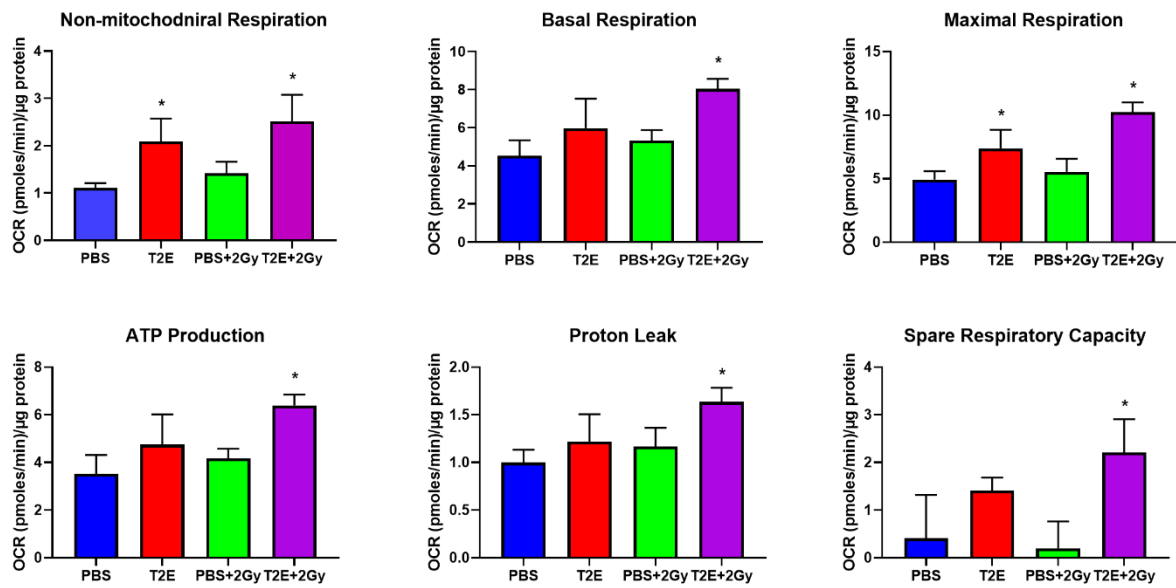 Non-mitochodniral Respiration
OCR (pmoles/min)/µg protein
4
3
2
1
0
*
*
PBS
T2E
PBS+2Gy
T2E+2Gy
Basal Respiration
OCR (pmoles/min)/µg protein
10
8
6
4
2
0
*
PBS
T2E
PBS+2Gy
T2E+2Gy
Maximal Respiration
OCR (pmoles/min)/µg protein
15
10
5
0
*
*
PBS
T2E
PBS+2Gy
T2E+2Gy
ATP Production
OCR (pmoles/min)/µg protein
8
6
4
2
0
*
PBS
T2E
PBS+2Gy
T2E+2Gy
Proton Leak
OCR (pmoles/min)/µg protein
2.0
1.5
1.0
0.5
0.0
*
PBS
T2E
PBS+2Gy
T2E+2Gy
Spare Respiratory Capacity
OCR (pmoles/min)/µg protein
4
3
2
1
0
*
PBS
T2E
PBS+2Gy
T2E+2Gy